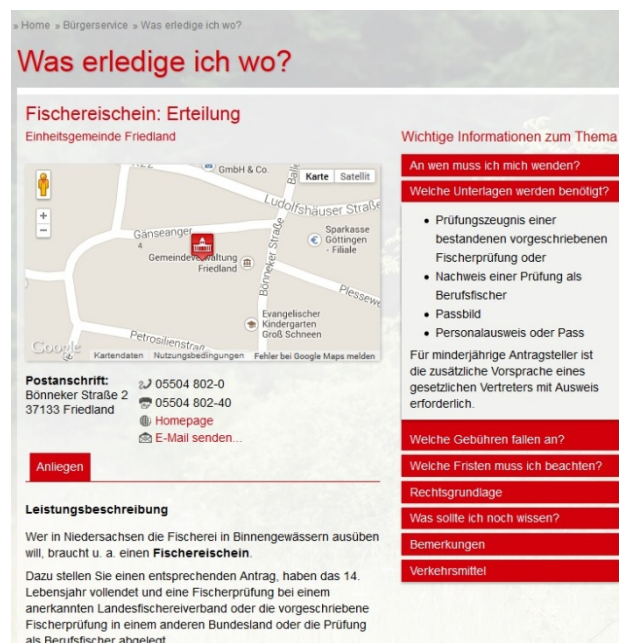 » Home » Bürgerservice » Was erledige ich wo?
Was erledige ich wo?
Fischereischein: Erteilung
Einheitsgemeinde Friedland
GmbH & Co.
Karte Satellit
Ludolfshäuser Straße
Gänseanger
4
Sparkasse
Göttingen
- Filiale
Gemeindeverwaltung
Friedland
Bönneker Straße
Plessewe
Evangelischer
Kindergarten
Groß Schneen
Petrosilienstraße
Google
Kartendaten Nutzungsbedingungen Fehler bei Google Maps melden
Postanschrift:
Bönneker Straße 2
37133 Friedland
05504 802-0
05504 802-40
Homepage
E-Mail senden...
Anliegen
Leistungsbeschreibung
Wer in Niedersachsen die Fischerei in Binnengewässern ausüben
will, braucht u. a. einen Fischereischein.
Dazu stellen Sie einen entsprechenden Antrag, haben das 14.
Lebensjahr vollendet und eine Fischerprüfung bei einem
anerkannten Landesfischereiverband oder die vorgeschriebene
Fischerprüfung in einem anderen Bundesland oder die Prüfung
als Berufsfischer abgelegt.
Wichtige Informationen zum Thema
An wen muss ich mich wenden?
Welche Unterlagen werden benötigt?
• Prüfungszeugnis einer
bestandenen vorgeschriebenen
Fischerprüfung oder
• Nachweis einer Prüfung als
Berufsfischer
• Passbild
• Personalausweis oder Pass
Für minderjährige Antragsteller ist
die zusätzliche Vorsprache eines
gesetzlichen Vertreters mit Ausweis
erforderlich.
Welche Gebühren fallen an?
Welche Fristen muss ich beachten?
Rechtsgrundlage
Was sollte ich noch wissen?
Bemerkungen
Verkehrsmittel